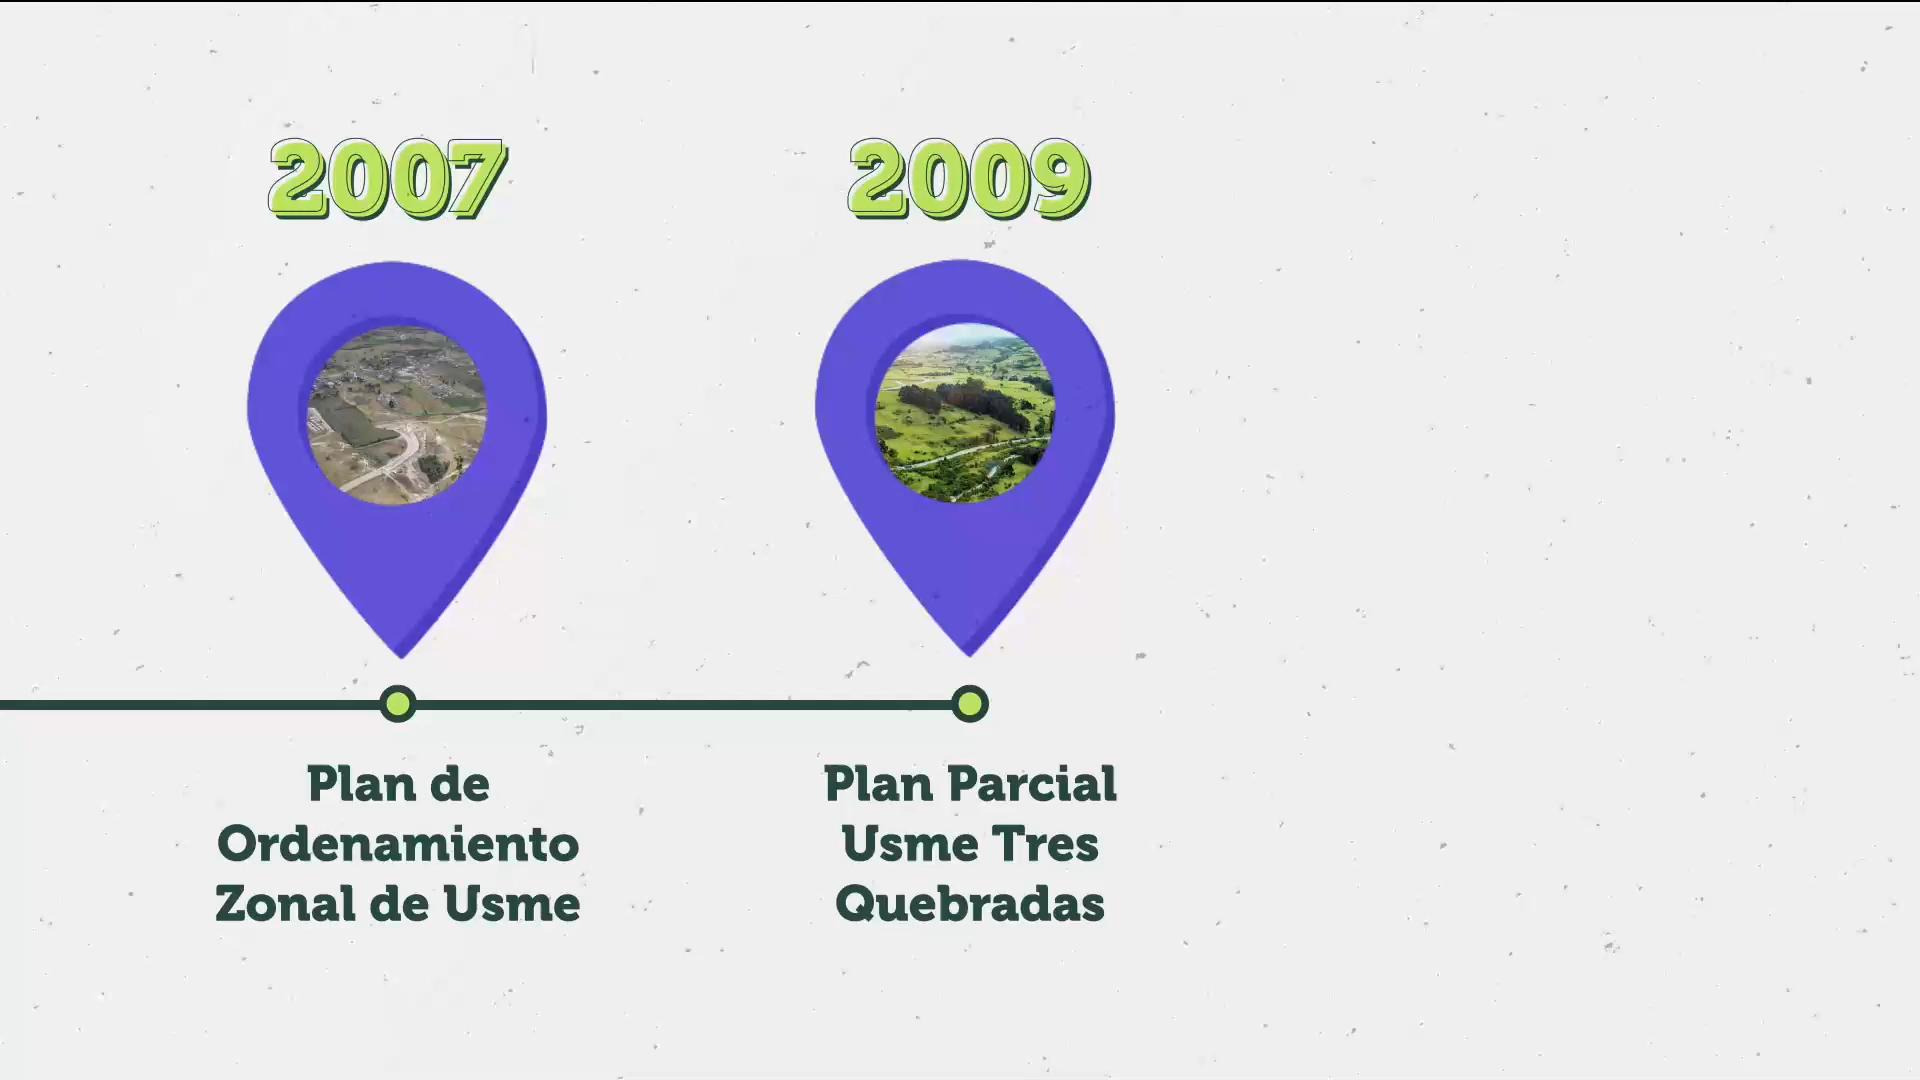 2007
Plan de
Ordenamiento
Zonal de Usme
2009
Plan Parcial
Usme Tres
Quebradas